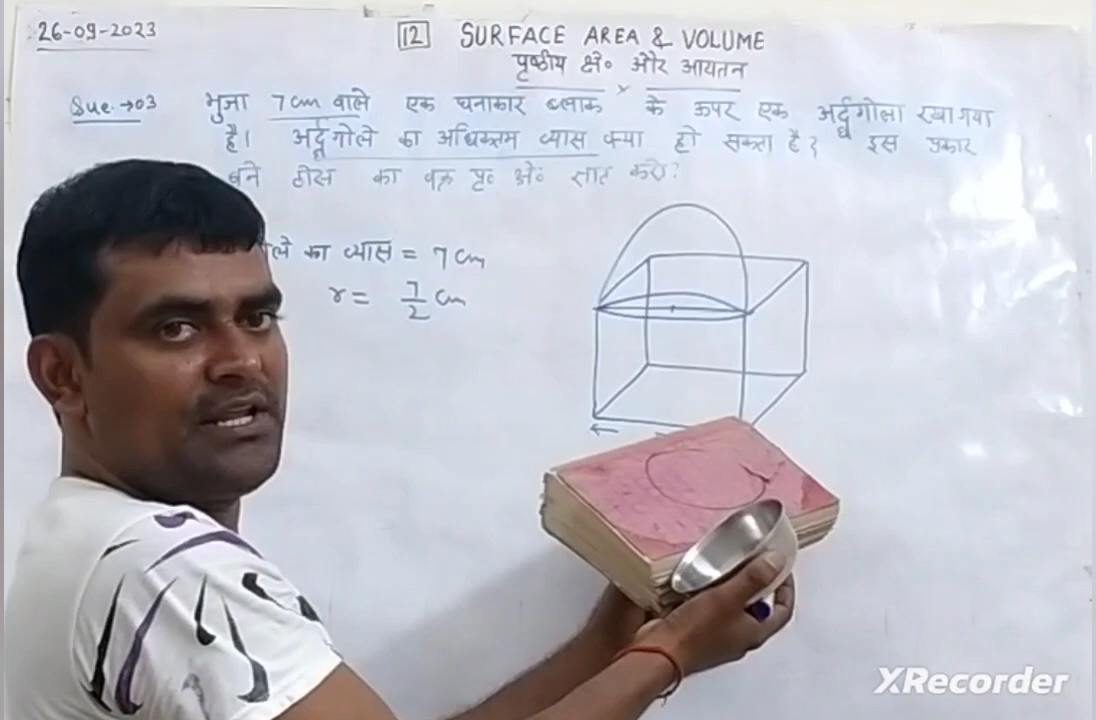 26-09-2023
12 SURFACE AREA & VOLUME
पृष्ठीय क्षे० और आयतन
Que.→03 भुजा 7cm वाले एक घनाकार ब्लाक के ऊपर एक अर्द्धगोला रखा गया
है। अर्द्धगोले का अधिकतम व्यास क्या हो सकता है? इस प्रकार
बने ठोस का वक्र पृ० क्षे० ज्ञात करो?
ले का व्यास = 7cm
r = 7/2 cm
XRecorder